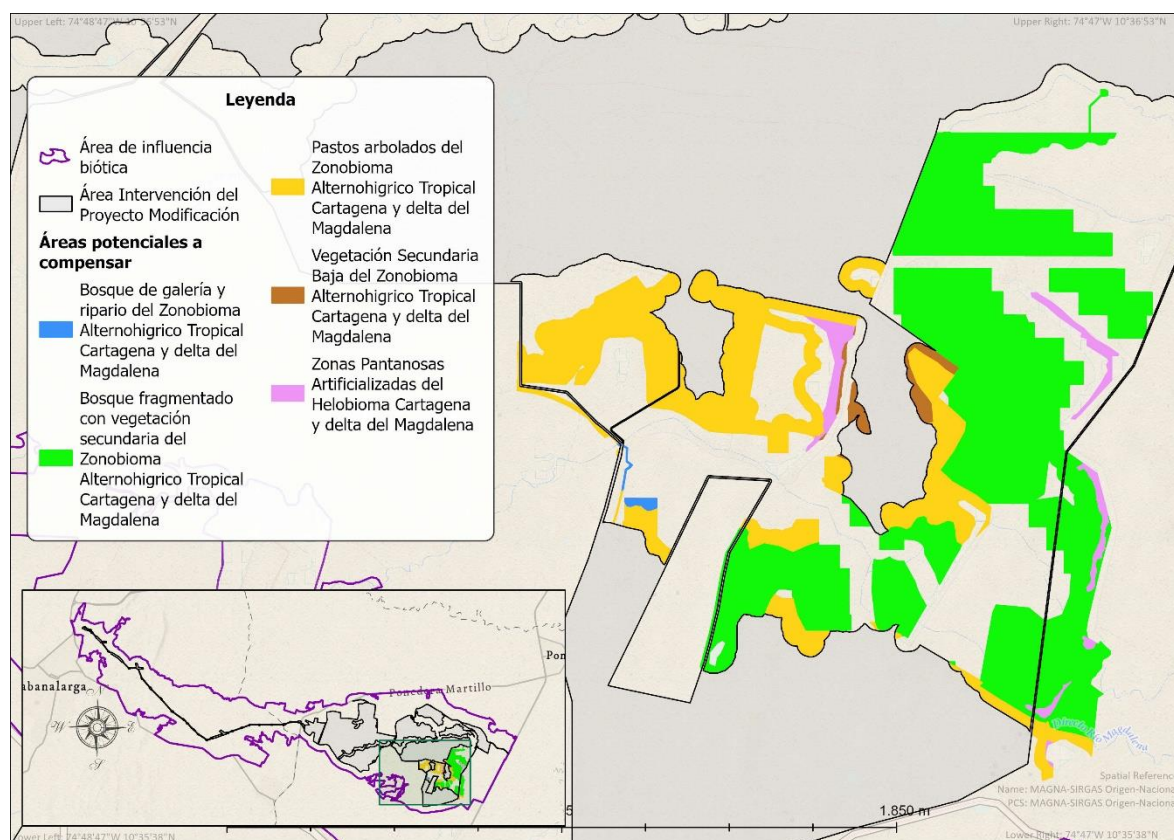 Upper Left: 74°48'47"W 10°36'53"N
Upper Right: 74°47'W 10°36'53"N
Leyenda
Área de influencia
biótica
Área Intervención del
Proyecto Modificación
Áreas potenciales a
compensar
Bosque de galería y
ripario del Zonobioma
Alternohigrico Tropical
Cartagena y delta del
Magdalena
Bosque fragmentado
con vegetación
secundaria del
Zonobioma
Alternohigrico Tropical
Cartagena y delta del
Magdalena
Pastos arbolados del
Zonobioma
Alternohigrico Tropical
Cartagena y delta del
Magdalena
Vegetación Secundaria
Baja del Zonobioma
Alternohigrico Tropical
Cartagena y delta del
Magdalena
Zonas Pantanosas
Artificializadas del
Helobioma Cartagena
y delta del Magdalena
abanalarga
Ponedera Martillo
Pon
N
E
S
W
Magdalena
Spatial Referenc
Name: MAGNA-SIRGAS Origen-Naciona
PCS: MAGNA-SIRGAS Origen-Naciona
1.850 m
Lower Left: 74°48'47"W 10°35'38"N
Lower Right: 74°47'W 10°35'38"N